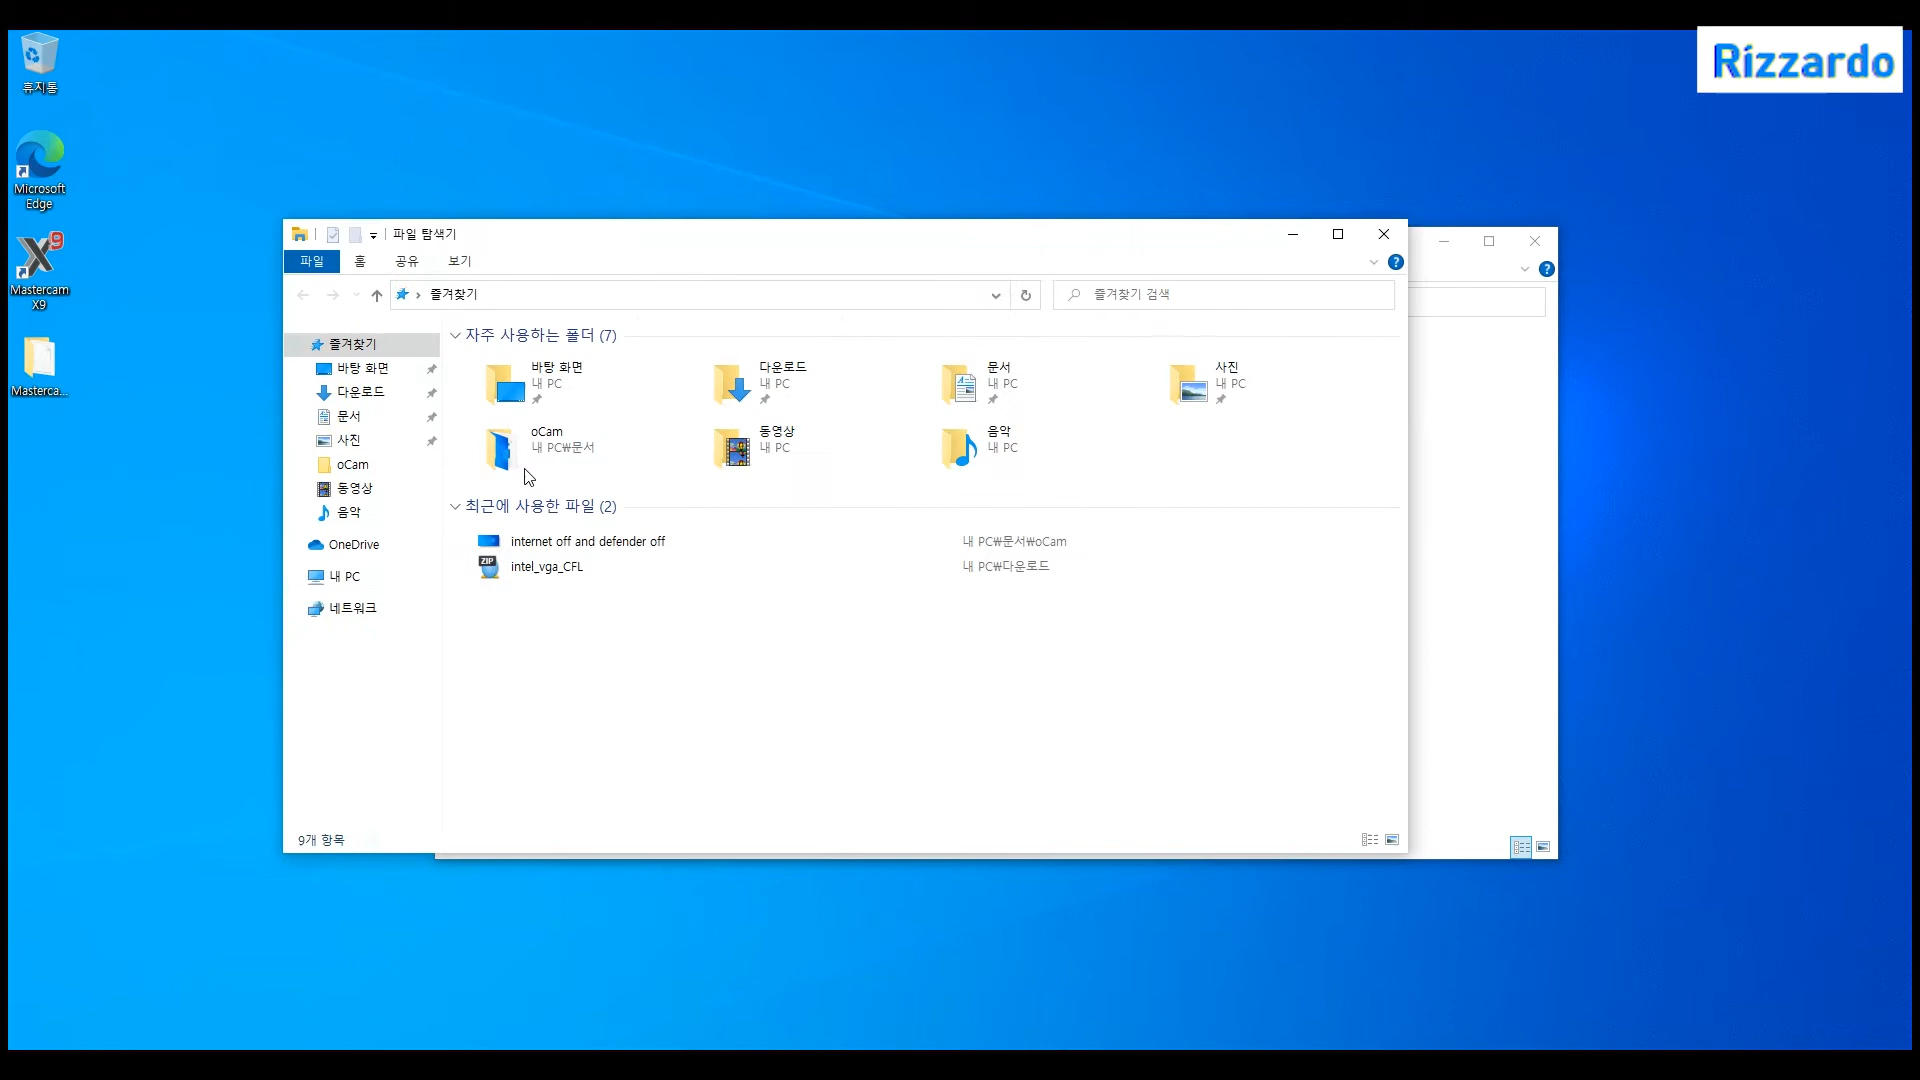 Rizzardo
휴지통
Microsoft
Edge
Mastercam
X9
Masterca...
파일 탐색기
파일 홈 공유 보기
즐겨찾기
즐겨찾기 검색
즐겨찾기
바탕 화면
다운로드
문서
사진
oCam
동영상
음악
OneDrive
내 PC
네트워크
자주 사용하는 폴더 (7)
바탕 화면
내 PC
다운로드
내 PC
문서
내 PC
사진
내 PC
oCam
내 PC₩문서
동영상
내 PC
음악
내 PC
최근에 사용한 파일 (2)
internet off and defender off 내 PC₩문서₩oCam
ZIP
intel_vga_CFL 내 PC₩다운로드
9개 항목